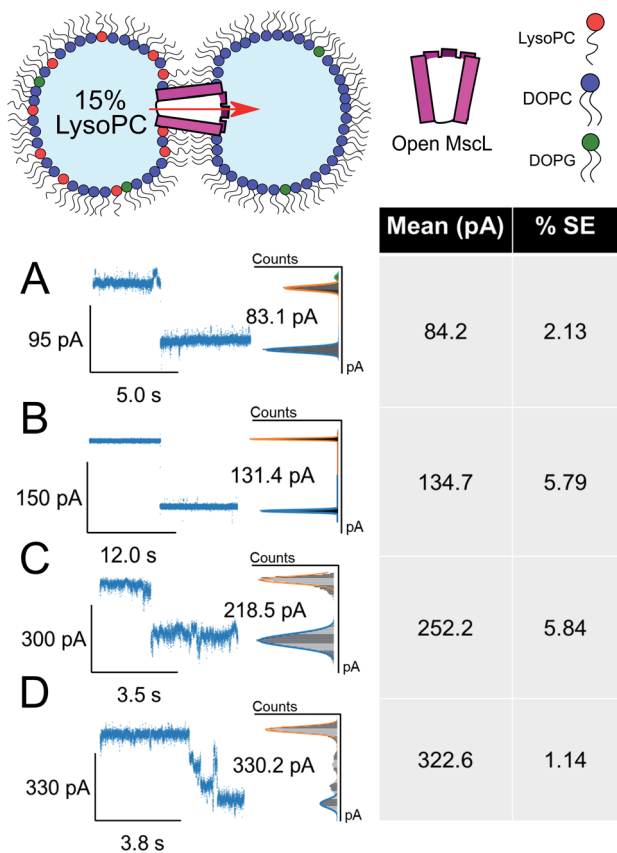 15%
LysoPC
Open MscL
LysoPC
DOPC
DOPG
Mean (pA)
% SE
A
Counts
95 pA
83.1 pA
pA
5.0 s
84.2
2.13
B
Counts
150 pA
131.4 pA
pA
12.0 s
134.7
5.79
C
Counts
300 pA
218.5 pA
pA
3.5 s
252.2
5.84
D
Counts
330 pA
330.2 pA
pA
3.8 s
322.6
1.14